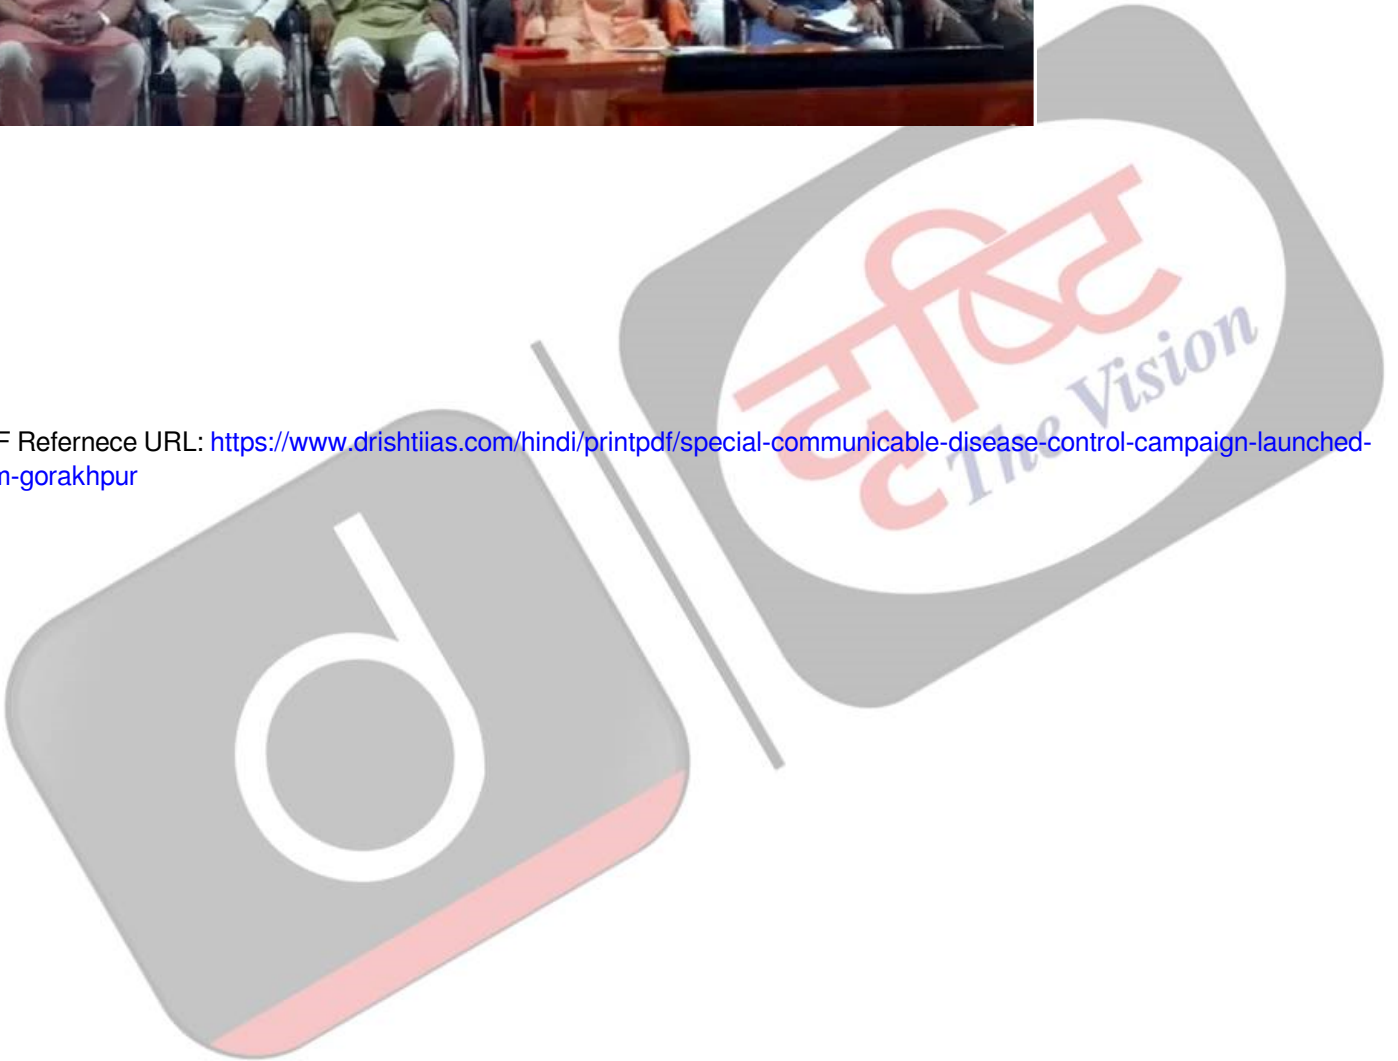 F Refernece URL: https://www.drishtiias.com/hindi/printpdf/special-communicable-disease-control-campaign-launched-
n-gorakhpur
दृष्टि
The Vision
d